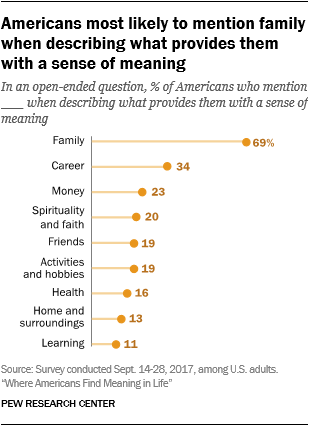 Americans most likely to mention family
when describing what provides them
with a sense of meaning
In an open-ended question, % of Americans who mention
___ when describing what provides them with a sense of
meaning
Family 69%
Career 34
Money 23
Spirituality
and faith 20
Friends 19
Activities
and hobbies 19
Health 16
Home and
surroundings 13
Learning 11
Source: Survey conducted Sept. 14-28, 2017, among U.S. adults.
“Where Americans Find Meaning in Life”
PEW RESEARCH CENTER